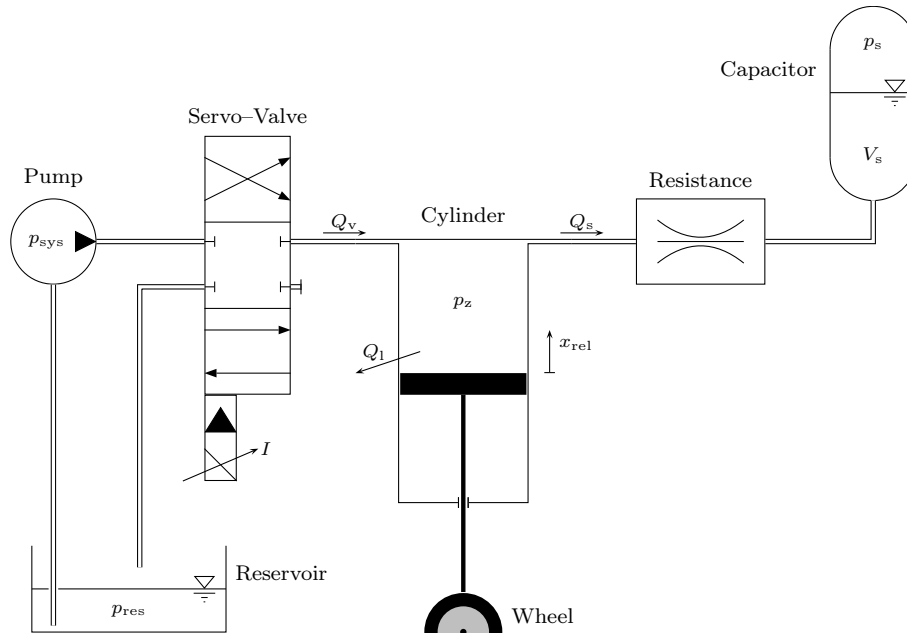 p_s
Capacitor
Servo–Valve
V_s
Pump
Resistance
Q_v
Cylinder
Q_s
p_sys
p_z
x_rel
Q_l
I
Reservoir
p_res
Wheel